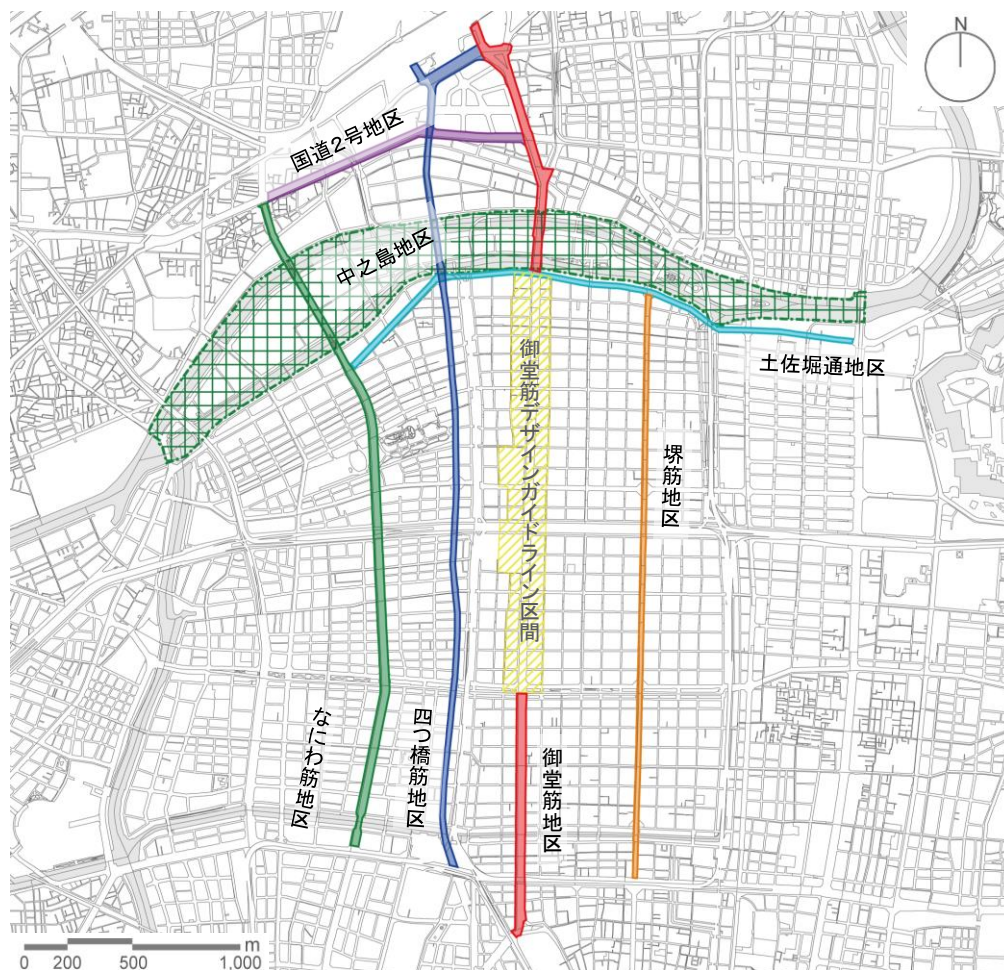 N
国道2号地区
中之島地区
土佐堀通地区
御堂筋デザインガイドライン区間
堺筋地区
なにわ筋地区
四つ橋筋地区
御堂筋地区
m
0 200 500 1,000